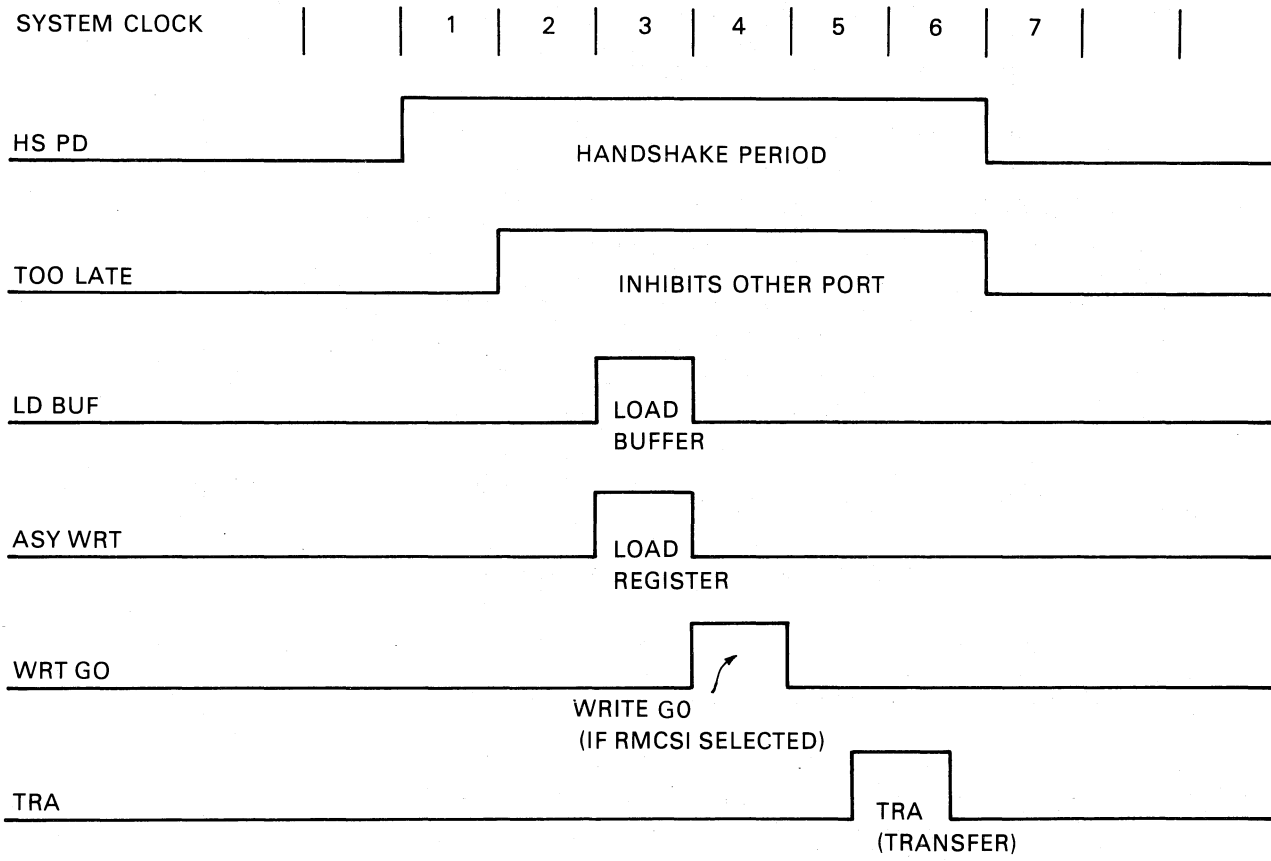 SYSTEM CLOCK 1 2 3 4 5 6 7
HS PD
HANDSHAKE PERIOD
TOO LATE
INHIBITS OTHER PORT
LD BUF
LOAD
BUFFER
ASY WRT
LOAD
REGISTER
WRT GO
WRITE GO
(IF RMCSI SELECTED)
TRA
TRA
(TRANSFER)